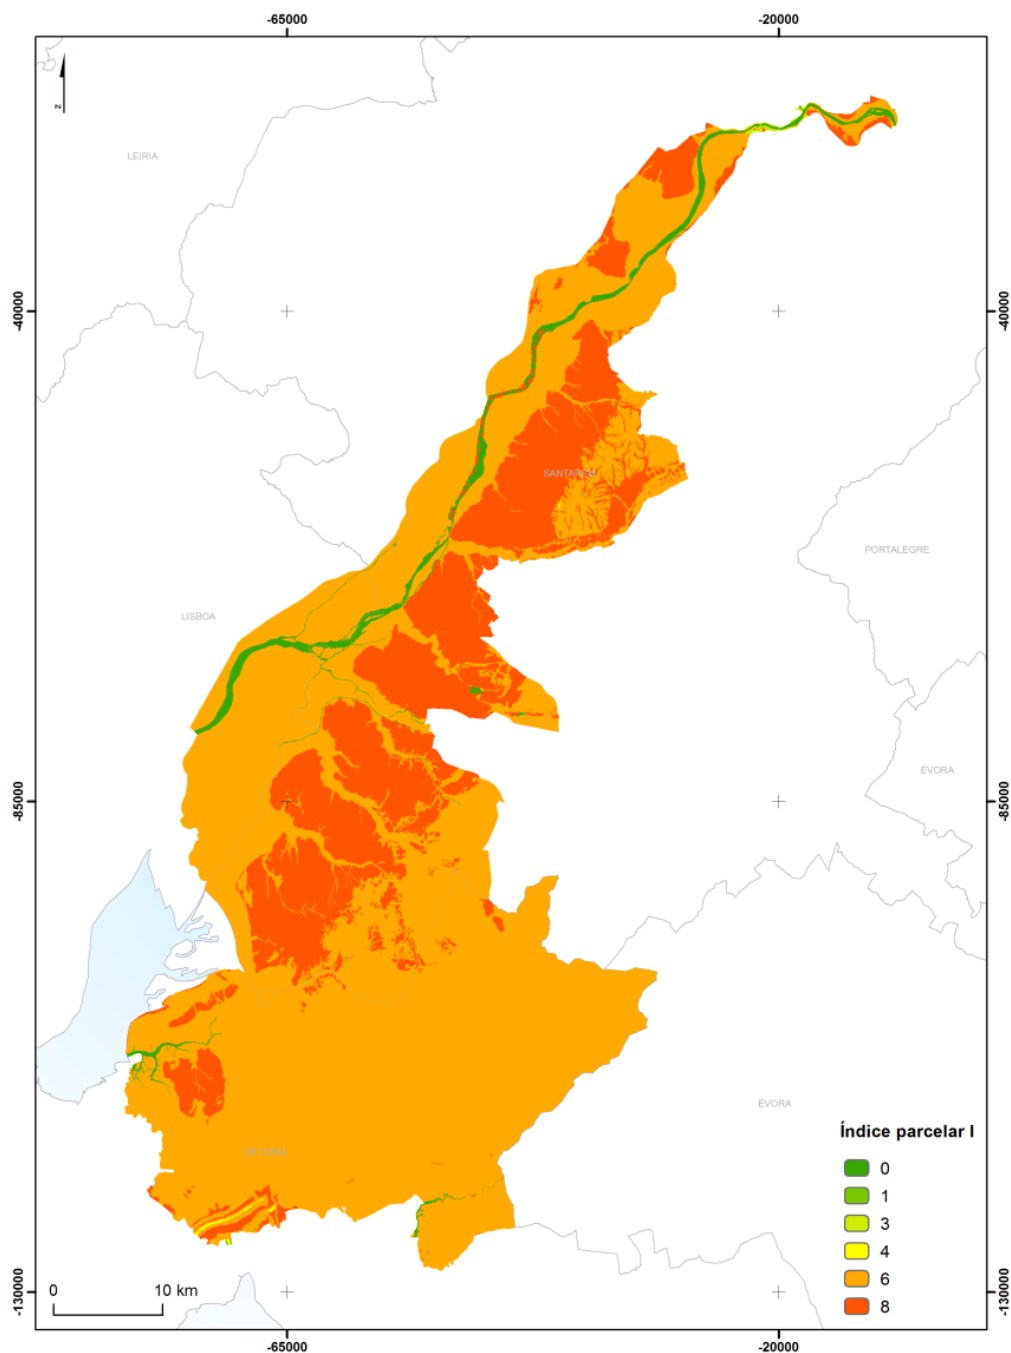 -65000
-20000
z
LEIRIA
-40000
-40000
SANTARÉM
PORTALEGRE
LISBOA
ÉVORA
-85000
-85000
ÉVORA
SETÚBAL
Índice parcelar I
0
1
3
4
6
8
0
10 km
-130000
-130000
-65000
-20000